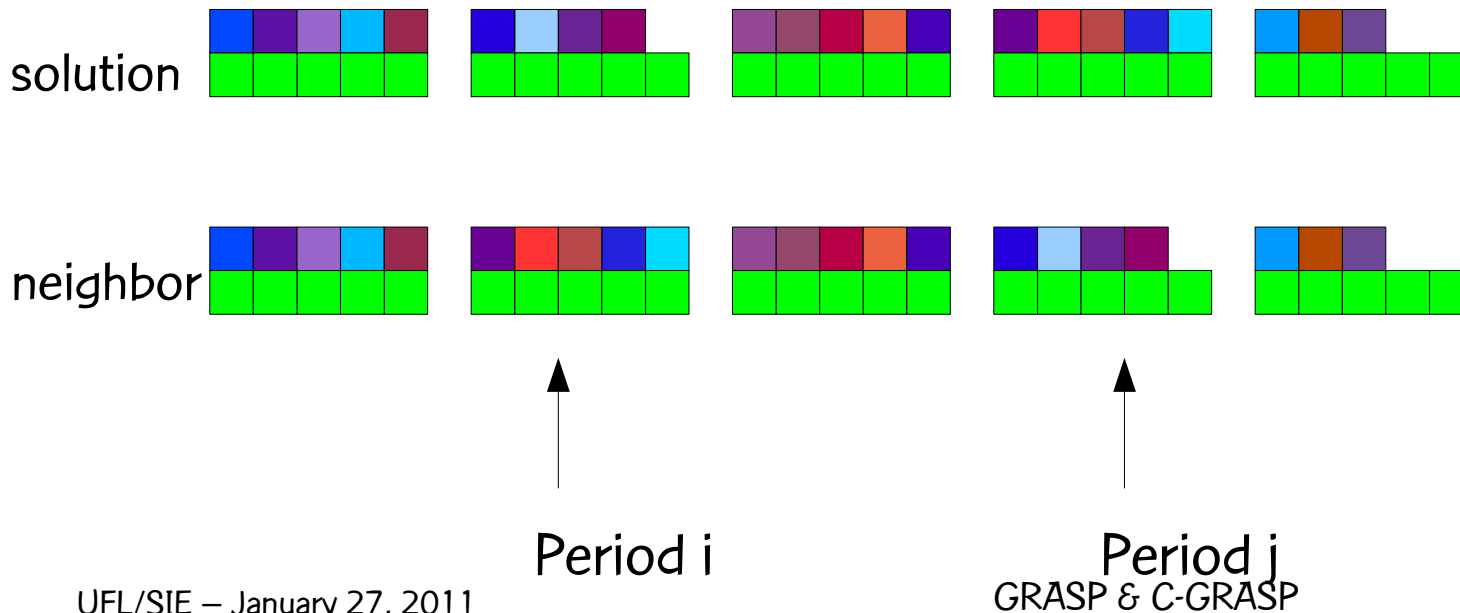 solution
neighbor
Period i
Period j
UFL/SIE – January 27, 2011
GRASP & C-GRASP